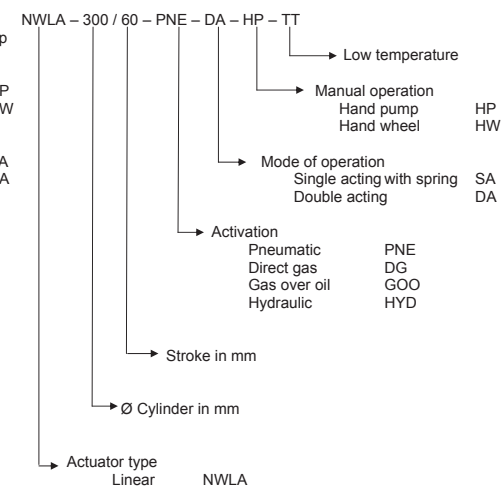 NWLA – 300 / 60 – PNE – DA – HP – TT
p
Low temperature
P
Manual operation
W
Hand pump HP
Hand wheel HW
A
Mode of operation
A
Single acting with spring SA
Double acting DA
Activation
Pneumatic PNE
Direct gas DG
Gas over oil GOO
Hydraulic HYD
Stroke in mm
Ø Cylinder in mm
Actuator type
Linear NWLA